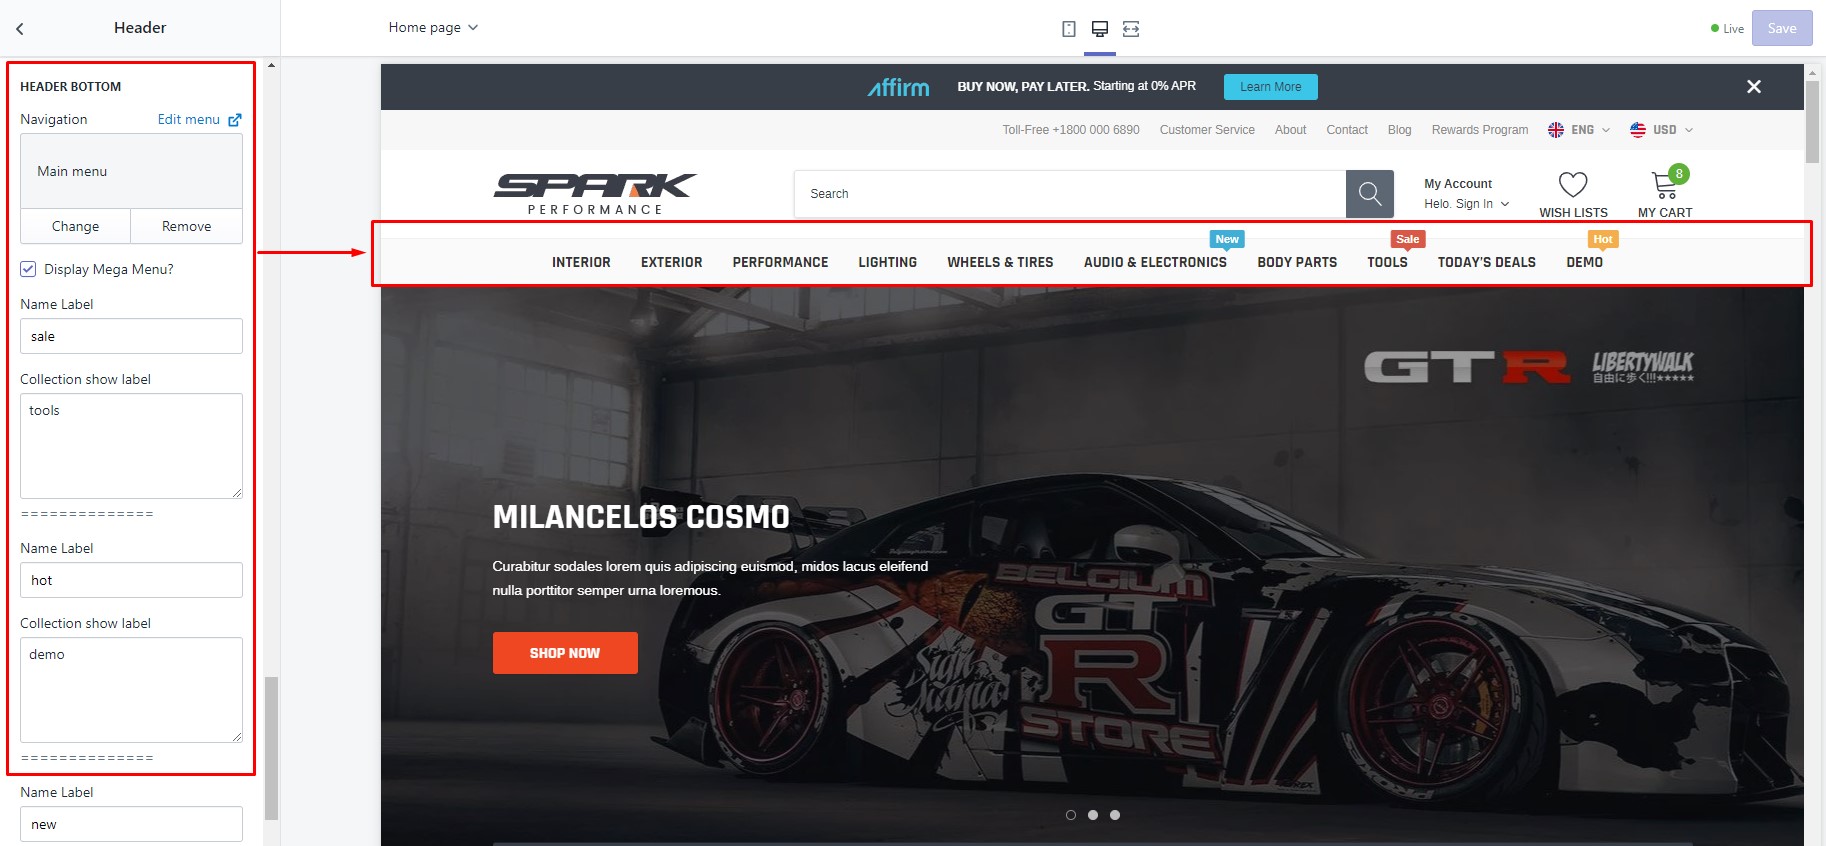 Header
Home page
Live
Save
HEADER BOTTOM
Navigation
Edit menu
Main menu
Change
Remove
Display Mega Menu?
Name Label
sale
Collection show label
tools
==============
Name Label
hot
Collection show label
demo
==============
Name Label
new
affirm
BUY NOW, PAY LATER. Starting at 0% APR
Learn More
Toll-Free +1800 000 6890
Customer Service
About
Contact
Blog
Rewards Program
ENG
USD
SPARK
PERFORMANCE
Search
My Account
Helo. Sign In
WISH LISTS
8
MY CART
New
Sale
Hot
INTERIOR
EXTERIOR
PERFORMANCE
LIGHTING
WHEELS & TIRES
AUDIO & ELECTRONICS
BODY PARTS
TOOLS
TODAY'S DEALS
DEMO
GTR
LIBERTYWALK
自由に歩く!!!★★★★★
MILANCELOS COSMO
Curabitur sodales lorem quis adipiscing euismod, midos lacus eleifend
nulla porttitor semper urna loremous.
SHOP NOW
BELGIUM
GT
R
STORE